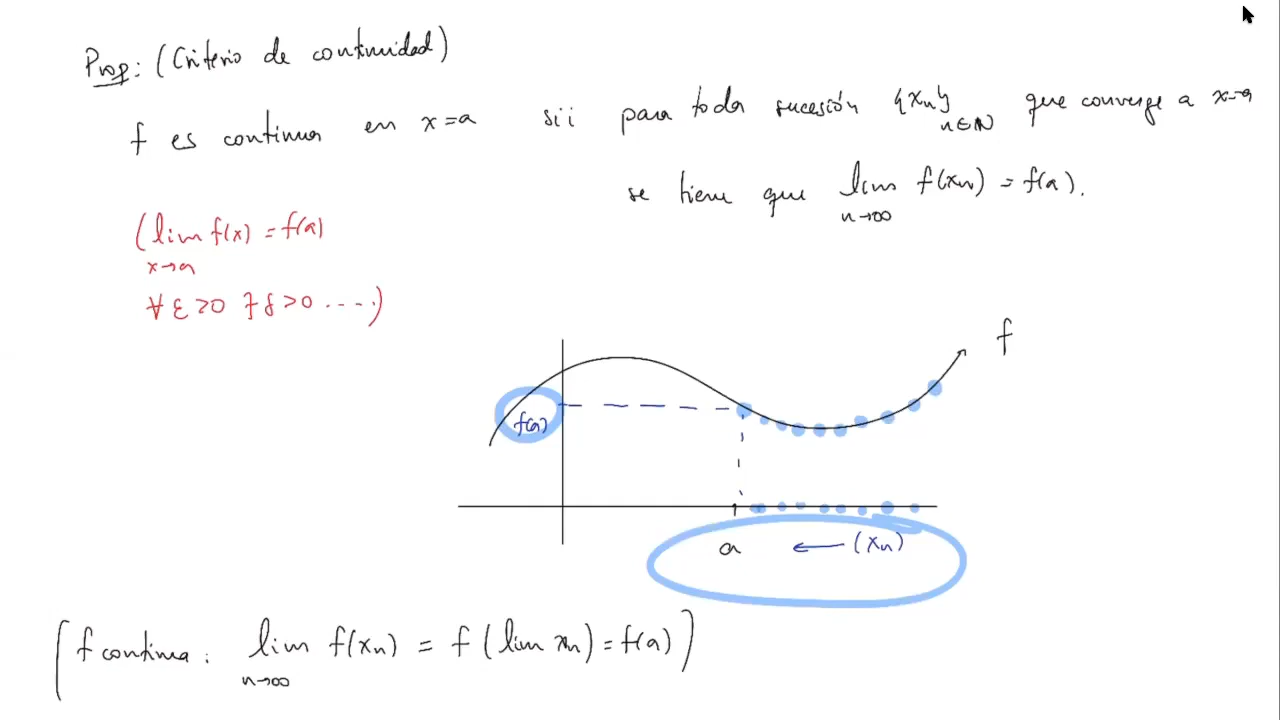 Prop: (Criterio de continuidad)
f es continua en x=a sii para toda sucesión {xn}n∈ℕ que converge a x=a
se tiene que lim n→∞ f(xn) = f(a).
(lim x→a f(x) = f(a)
∀ε>0 ∃δ>0 ....)
f
f(a)
a ← (xn)
(f continua: lim n→∞ f(xn) = f(lim xn) = f(a))